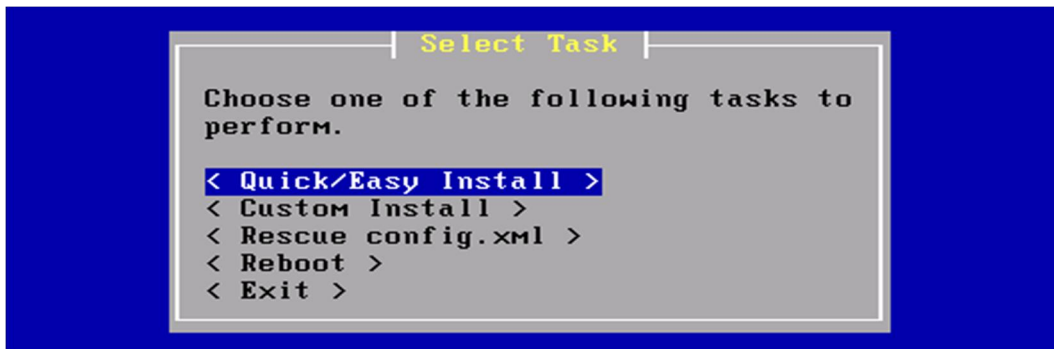 Select Task
Choose one of the following tasks to
perform.
< Quick/Easy Install >
< Custom Install >
< Rescue config.xml >
< Reboot >
< Exit >